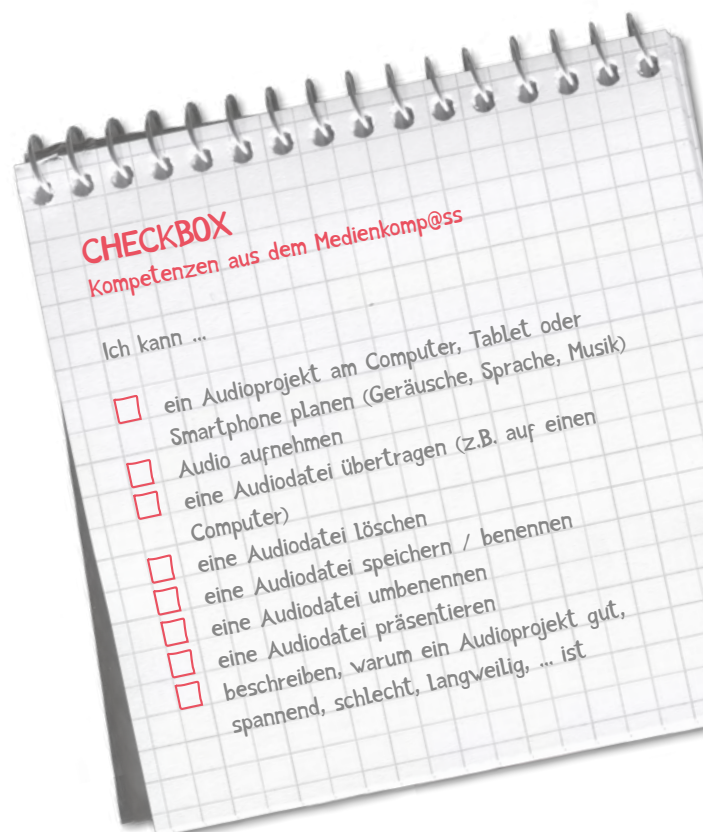 CHECKBOX
Kompetenzen aus dem Medienkomp@ss
Ich kann ...
ein Audioprojekt am Computer, Tablet oder
Smartphone planen (Geräusche, Sprache, Musik)
Audio aufnehmen
eine Audiodatei übertragen (z.B. auf einen
Computer)
eine Audiodatei löschen
eine Audiodatei speichern / benennen
eine Audiodatei umbenennen
eine Audiodatei präsentieren
beschreiben, warum ein Audioprojekt gut,
spannend, schlecht, langweilig, ... ist